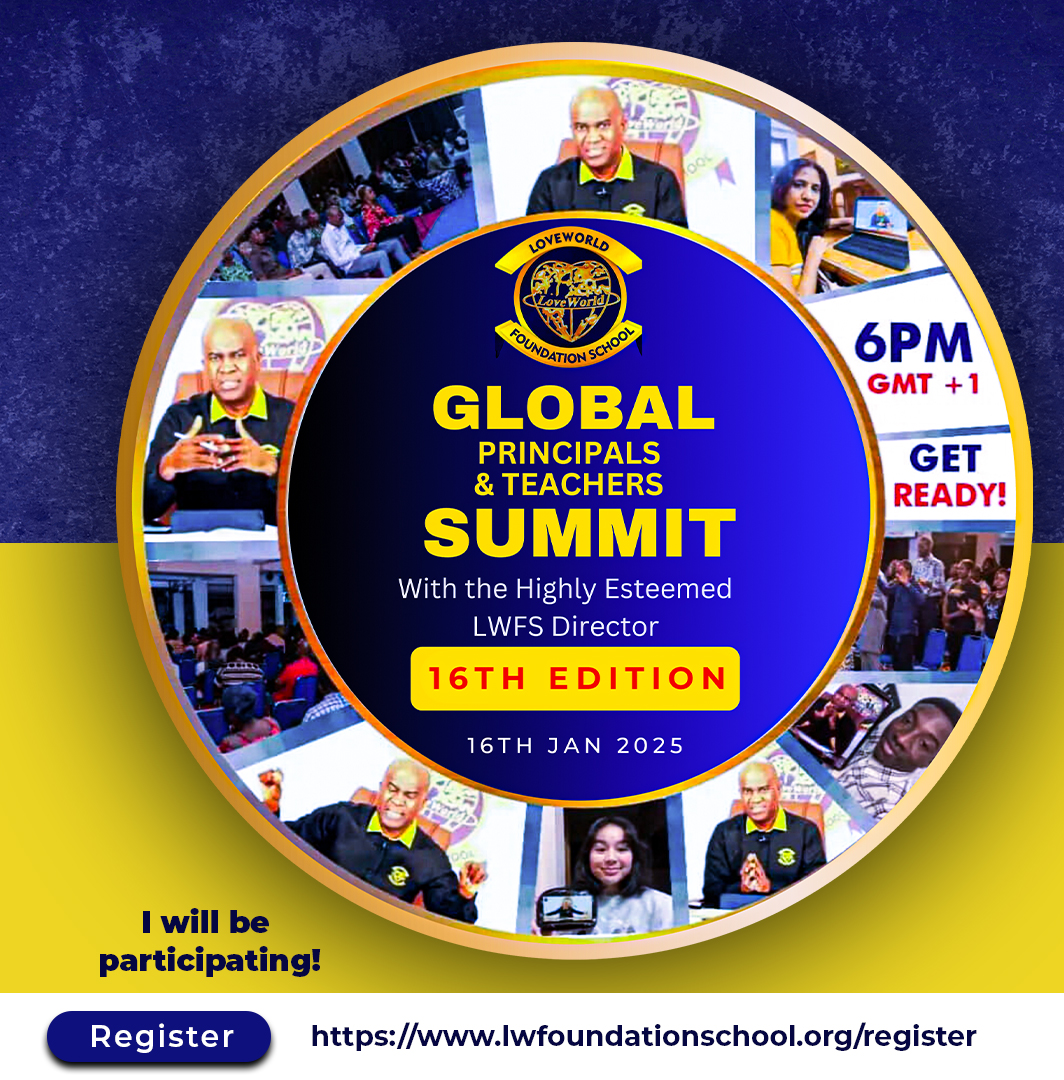 LOVEWORLD
LoveWorld
FOUNDATION SCHOOL
GLOBAL
PRINCIPALS
& TEACHERS
SUMMIT
With the Highly Esteemed
LWFS Director
16TH EDITION
16TH JAN 2025
6PM
GMT +1
GET
READY!
I will be
participating!
Register
https://www.lwfoundationschool.org/register